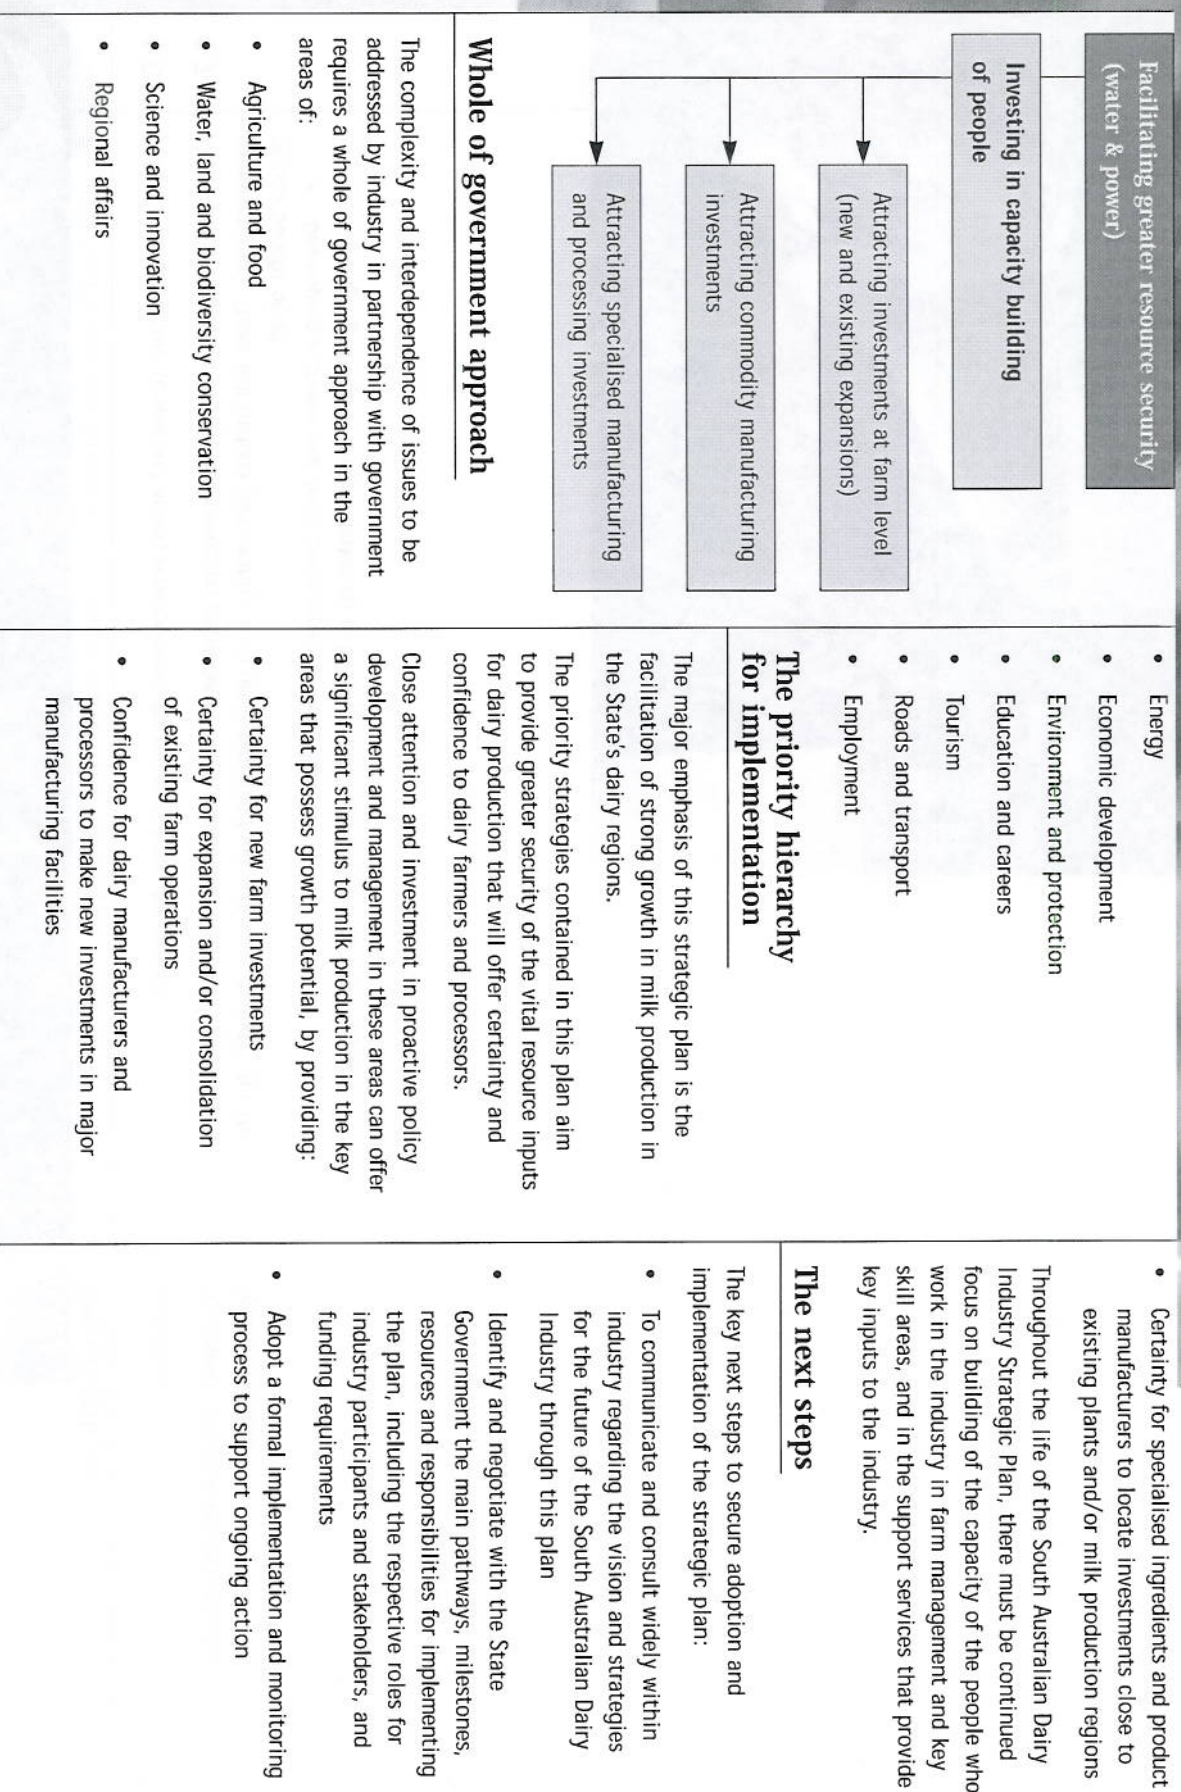 Facilitating greater resource security
(water & power)
Investing in capacity building
of people
Attracting investments at farm level
(new and existing expansions)
Attracting commodity manufacturing
investments
Attracting specialised manufacturing
and processing investments
Whole of government approach
The complexity and interdependence of issues to be
addressed by industry in partnership with government
requires a whole of government approach in the
areas of:
• Agriculture and food
• Water, land and biodiversity conservation
• Science and innovation
• Regional affairs
• Energy
• Economic development
• Environment and protection
• Education and careers
• Tourism
• Roads and transport
• Employment
The priority hierarchy
for implementation
The major emphasis of this strategic plan is the
facilitation of strong growth in milk production in
the State's dairy regions.
The priority strategies contained in this plan aim
to provide greater security of the vital resource inputs
for dairy production that will offer certainty and
confidence to dairy farmers and processors.
Close attention and investment in proactive policy
development and management in these areas can offer
a significant stimulus to milk production in the key
areas that possess growth potential, by providing:
• Certainty for new farm investments
• Certainty for expansion and/or consolidation
of existing farm operations
• Confidence for dairy manufacturers and
processors to make new investments in major
manufacturing facilities
• Certainty for specialised ingredients and product
manufacturers to locate investments close to
existing plants and/or milk production regions
Throughout the life of the South Australian Dairy
Industry Strategic Plan, there must be continued
focus on building of the capacity of the people who
work in the industry in farm management and key
skill areas, and in the support services that provide
key inputs to the industry.
The next steps
The key next steps to secure adoption and
implementation of the strategic plan:
• To communicate and consult widely within
industry regarding the vision and strategies
for the future of the South Australian Dairy
Industry through this plan
• Identify and negotiate with the State
Government the main pathways, milestones,
resources and responsibilities for implementing
the plan, including the respective roles for
industry participants and stakeholders, and
funding requirements
• Adopt a formal implementation and monitoring
process to support ongoing action